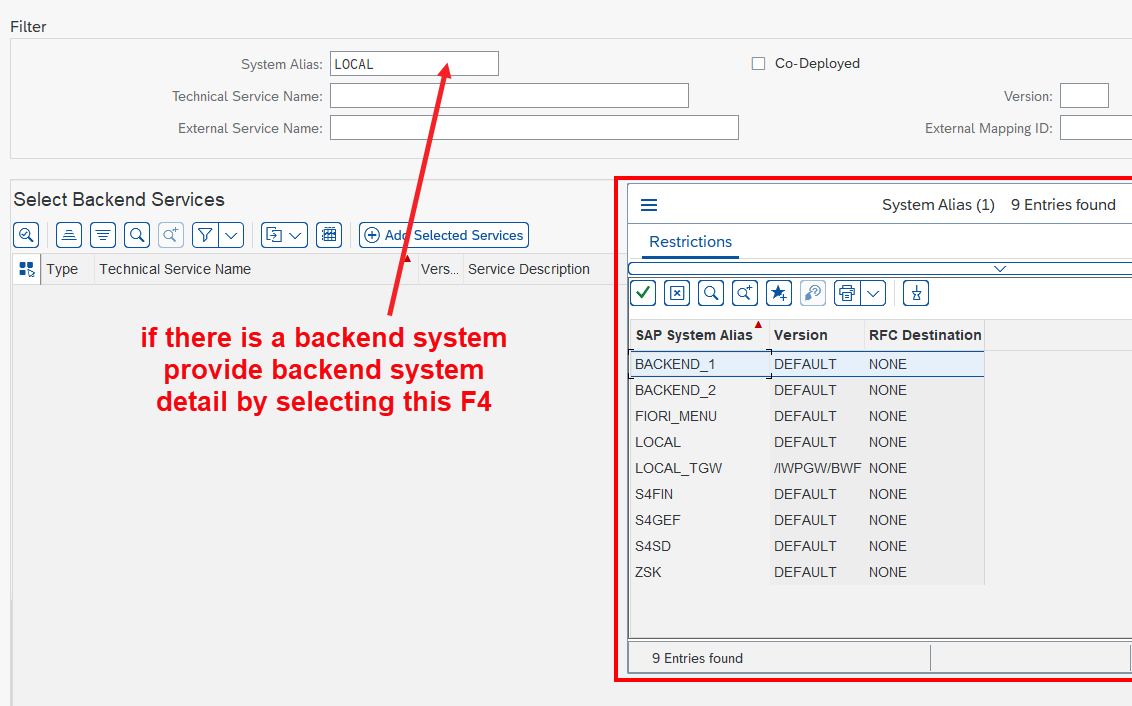 Filter
System Alias: LOCAL
Co-Deployed
Technical Service Name:
Version:
External Service Name:
External Mapping ID:
Select Backend Services
Add Selected Services
Type Technical Service Name Vers... Service Description
if there is a backend system
provide backend system
detail by selecting this F4
System Alias (1) 9 Entries found
Restrictions
SAP System Alias Version RFC Destination
BACKEND_1 DEFAULT NONE
BACKEND_2 DEFAULT NONE
FIORI_MENU DEFAULT NONE
LOCAL DEFAULT NONE
LOCAL_TGW /IWPGW/BWF NONE
S4FIN DEFAULT NONE
S4GEF DEFAULT NONE
S4SD DEFAULT NONE
ZSK DEFAULT NONE
9 Entries found